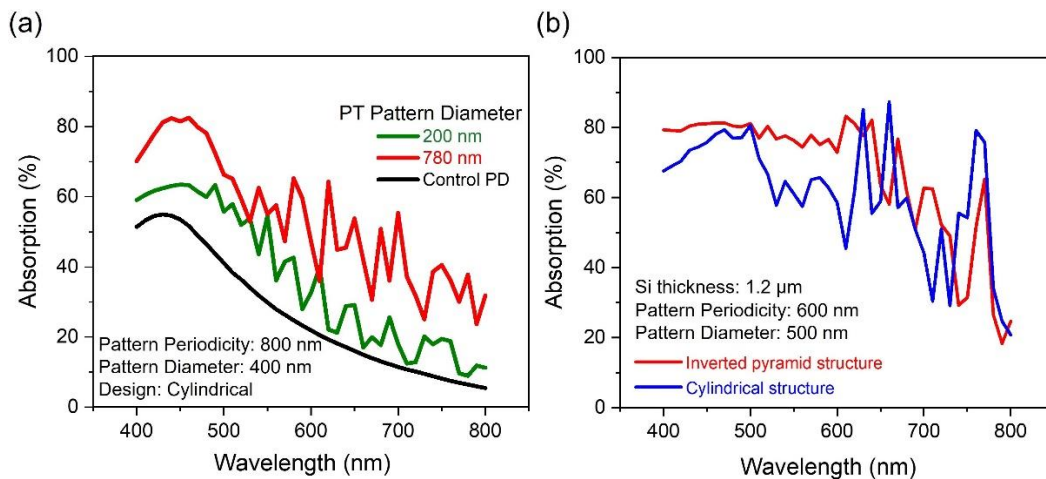 (a)
100
80
60
40
20
0
Absorption (%)
PT Pattern Diameter
200 nm
780 nm
Control PD
Pattern Periodicity: 800 nm
Pattern Diameter: 400 nm
Design: Cylindrical
400 500 600 700 800
Wavelength (nm)
(b)
100
80
60
40
20
0
Absorption (%)
Si thickness: 1.2 μm
Pattern Periodicity: 600 nm
Pattern Diameter: 500 nm
Inverted pyramid structure
Cylindrical structure
400 500 600 700 800
Wavelength (nm)